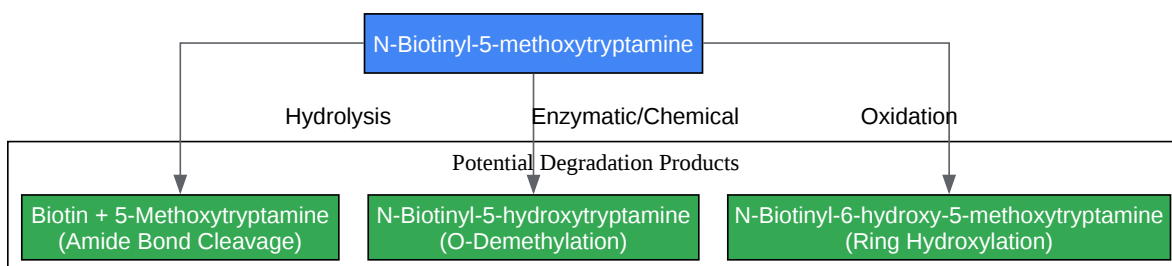 N-Biotinyl-5-methoxytryptamine
Hydrolysis
Enzymatic/Chemical
Oxidation
Potential Degradation Products
Biotin + 5-Methoxytryptamine
(Amide Bond Cleavage)
N-Biotinyl-5-hydroxytryptamine
(O-Demethylation)
N-Biotinyl-6-hydroxy-5-methoxytryptamine
(Ring Hydroxylation)